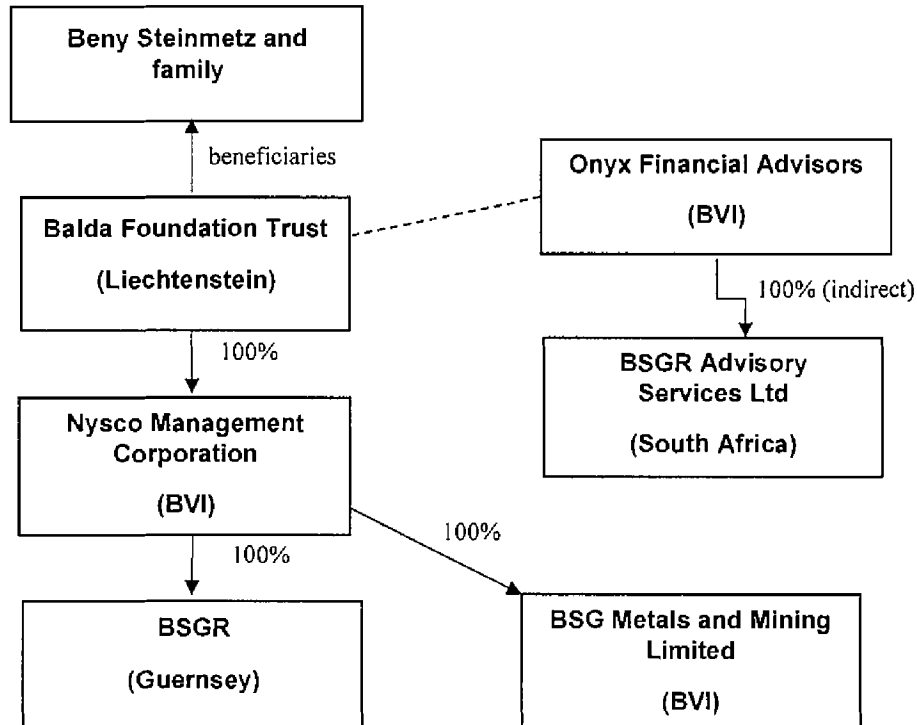 Beny Steinmetz and
family
beneficiaries
Onyx Financial Advisors
(BVI)
Balda Foundation Trust
(Liechtenstein)
100% (indirect)
100%
BSGR Advisory
Services Ltd
(South Africa)
Nysco Management
Corporation
(BVI)
100%
100%
BSGR
(Guernsey)
BSG Metals and Mining
Limited
(BVI)